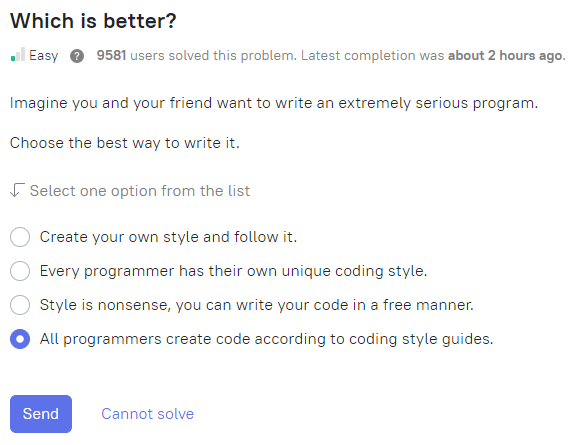 Which is better?
Easy ? 9581 users solved this problem. Latest completion was about 2 hours ago.
Imagine you and your friend want to write an extremely serious program.
Choose the best way to write it.
Select one option from the list
Create your own style and follow it.
Every programmer has their own unique coding style.
Style is nonsense, you can write your code in a free manner.
All programmers create code according to coding style guides.
Send Cannot solve